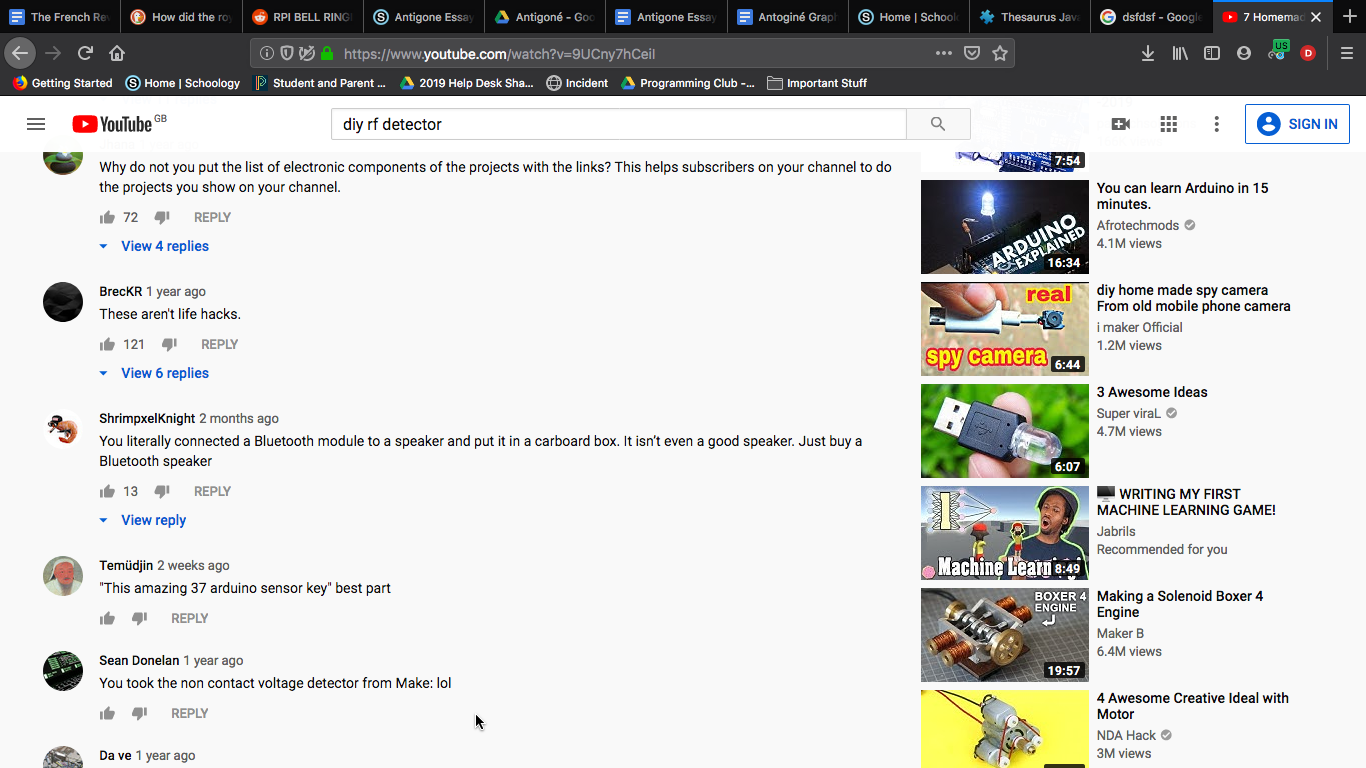 The French Rev
How did the roy
RPI BELL RING
Antigone Essay
Antigoné - Goo
Antigone Essay
Antoginé Graph
Home | Schoolo
Thesaurus Java
dsfdsf - Google
7 Homemad
https://www.youtube.com/watch?v=9UCny7hCeiI
US
D
Getting Started
Home | Schoology
Student and Parent ...
2019 Help Desk Sha...
Incident
Programming Club -...
Important Stuff
YouTube GB
diy rf detector
SIGN IN
Why do not you put the list of electronic components of the projects with the links? This helps subscribers on your channel to do
the projects you show on your channel.
72 REPLY
View 4 replies
BrecKR 1 year ago
These aren't life hacks.
121 REPLY
View 6 replies
ShrimpxelKnight 2 months ago
You literally connected a Bluetooth module to a speaker and put it in a carboard box. It isn't even a good speaker. Just buy a
Bluetooth speaker
13 REPLY
View reply
Temüdjin 2 weeks ago
"This amazing 37 arduino sensor key" best part
REPLY
Sean Donelan 1 year ago
You took the non contact voltage detector from Make: lol
REPLY
Da ve 1 year ago
7:54
ARDUINO
EXPLAINED
16:34
You can learn Arduino in 15
minutes.
Afrotechmods
4.1M views
real
spy camera
6:44
diy home made spy camera
From old mobile phone camera
i maker Official
1.2M views
6:07
3 Awesome Ideas
Super viraL
4.7M views
Machine Learning!
8:49
WRITING MY FIRST
MACHINE LEARNING GAME!
Jabrils
Recommended for you
BOXER 4
ENGINE
19:57
Making a Solenoid Boxer 4
Engine
Maker B
6.4M views
4 Awesome Creative Ideal with
Motor
NDA Hack
3M views